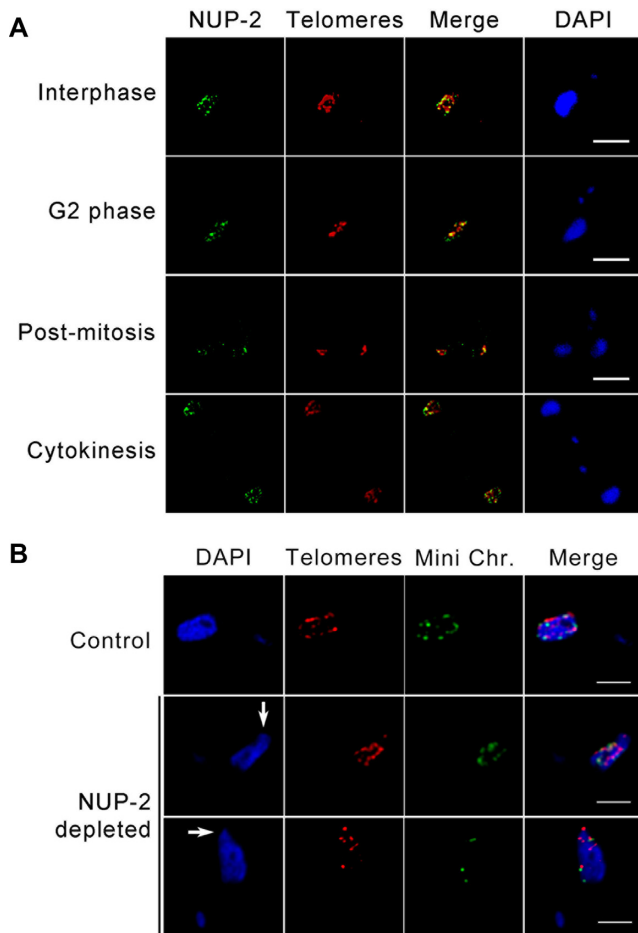 A
NUP-2 Telomeres Merge DAPI
Interphase
G2 phase
Post-mitosis
Cytokinesis
B
DAPI Telomeres Mini Chr. Merge
Control
NUP-2
depleted